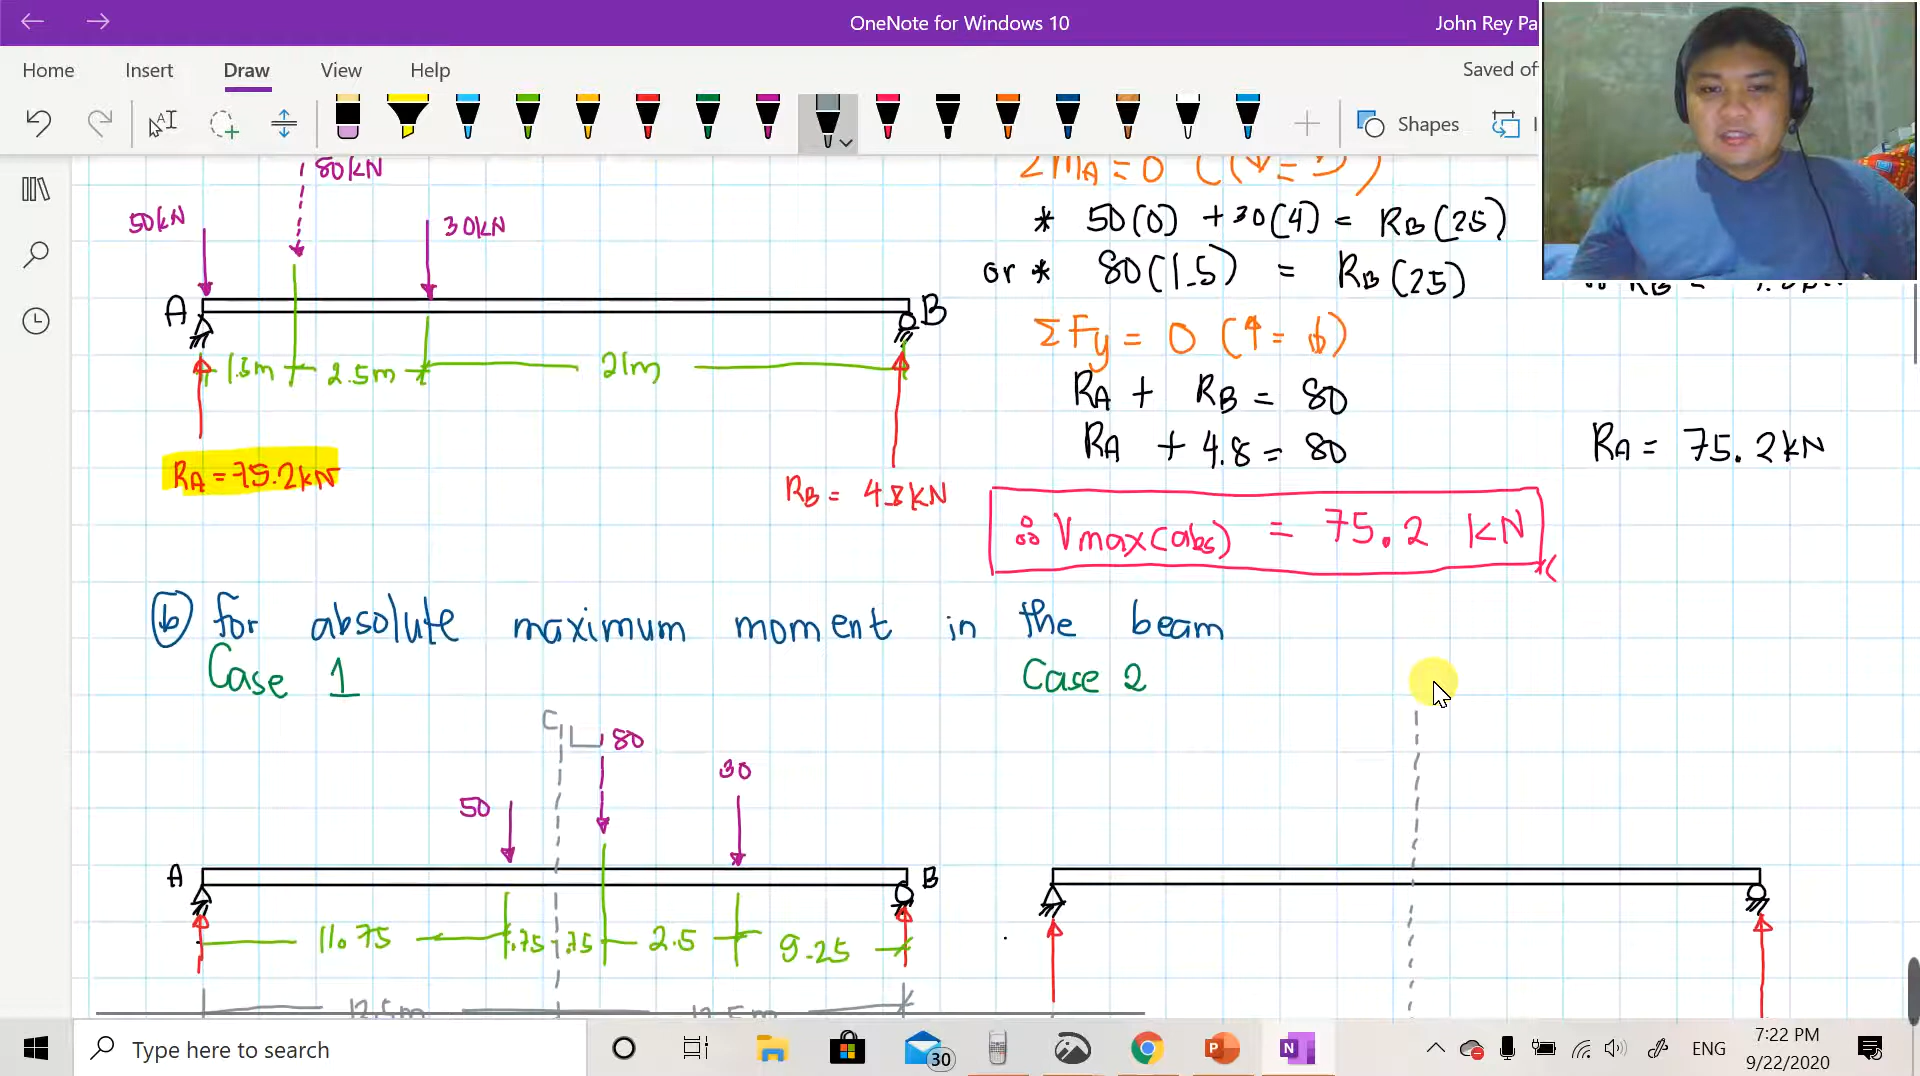 OneNote for Windows 10
John Rey Pa
Home Insert Draw View Help
Saved of
Shapes
80kN
50kN
30kN
A
B
1.5m
2.5m
21m
RA = 75.2kN
RB = 4.8KN
ΣMA = 0
* 50(0) + 30(4) = RB(25)
or * 80(1.5) = RB(25)
ΣFy = 0 (↑ = ↓)
RA + RB = 80
RA + 4.8 = 80
RA = 75.2kN
∴ Vmax(abs) = 75.2 kN
b for absolute maximum moment in the beam
Case 1
Case 2
C
L
80
50
30
A
B
11.75 .75 .75 2.5 9.25
12.5m 12.5m
Type here to search
30
ENG
7:22 PM
9/22/2020